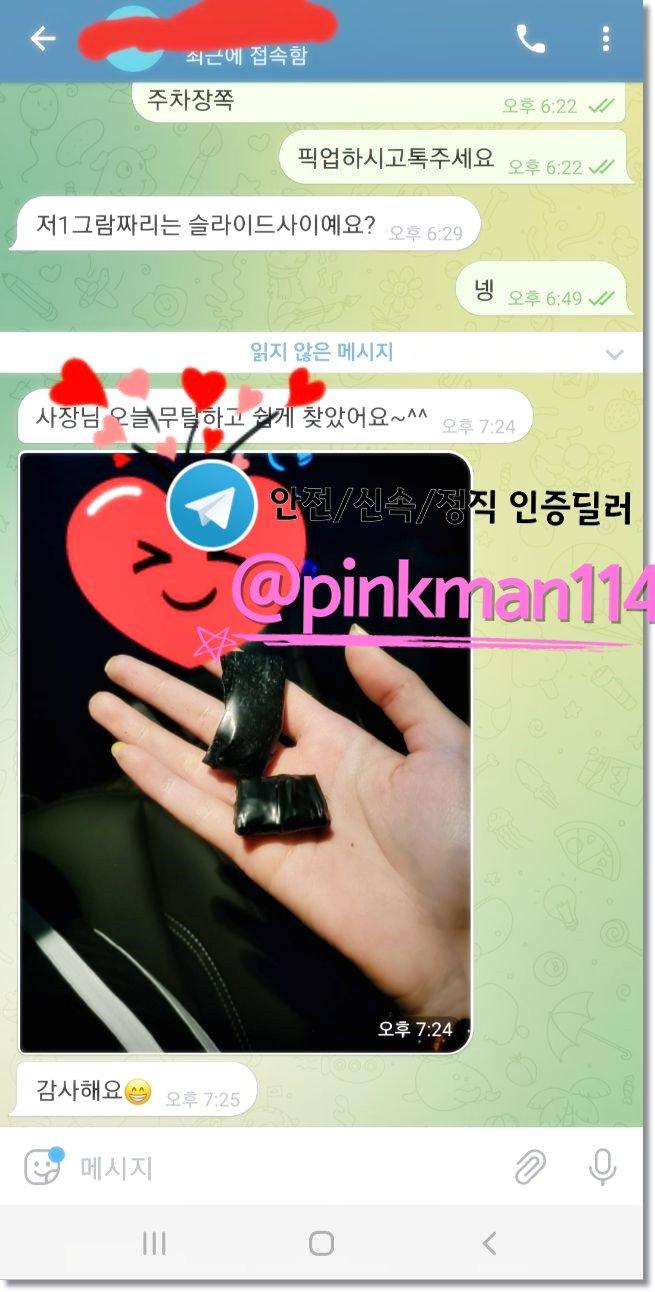 최근에 접속함
주차장쪽
오후 6:22
픽업하시고톡주세요
오후 6:22
저1그람짜리는 슬라이드사이예요?
오후 6:29
넹
오후 6:49
읽지 않은 메시지
사장님 오늘 무탈하고 쉽게 찾았어요~^^
오후 7:24
안전/신속/정직 인증딜러
@pinkman114
오후 7:24
감사해요😁
오후 7:25
메시지